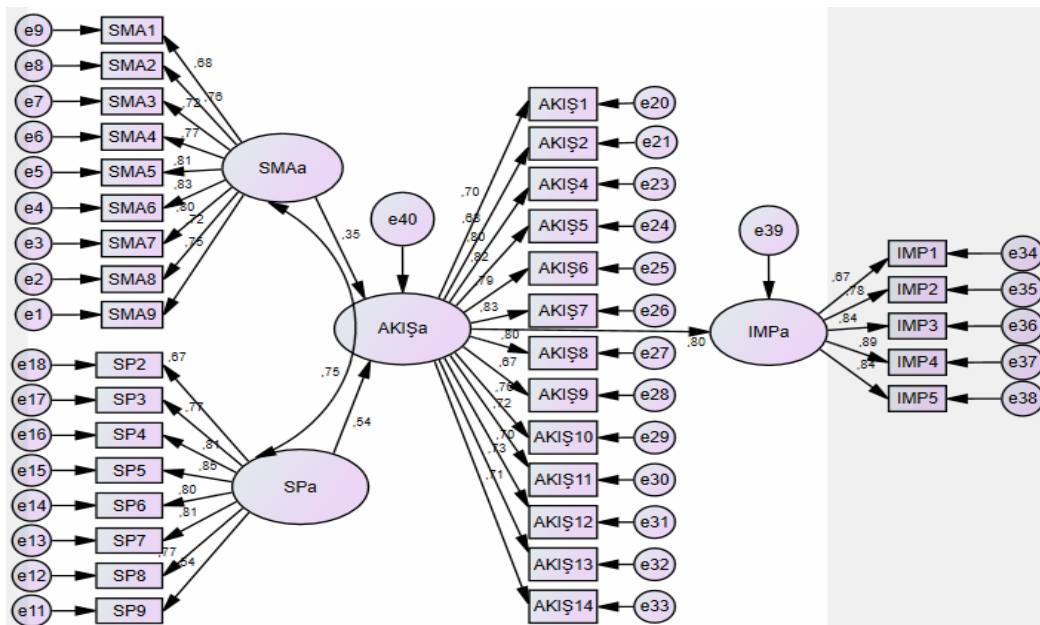 e9 SMA1
e8 SMA2
e7 SMA3
e6 SMA4
e5 SMA5
e4 SMA6
e3 SMA7
e2 SMA8
e1 SMA9
,68
,76
,72
,77
,81
,83
,80
,72
,75
SMAa
e18 SP2
e17 SP3
e16 SP4
e15 SP5
e14 SP6
e13 SP7
e12 SP8
e11 SP9
,67
,77
,81
,85
,80
,81
,77
,54
SPa
,35
,75
,54
e40
AKIŞa
,70
,68
,80
,82
,79
,83
,80
,67
,76
,72
,70
,73
,71
AKIŞ1 e20
AKIŞ2 e21
AKIŞ4 e23
AKIŞ5 e24
AKIŞ6 e25
AKIŞ7 e26
AKIŞ8 e27
AKIŞ9 e28
AKIŞ10 e29
AKIŞ11 e30
AKIŞ12 e31
AKIŞ13 e32
AKIŞ14 e33
,80
e39
IMPa
,67
,78
,84
,89
,84
IMP1 e34
IMP2 e35
IMP3 e36
IMP4 e37
IMP5 e38